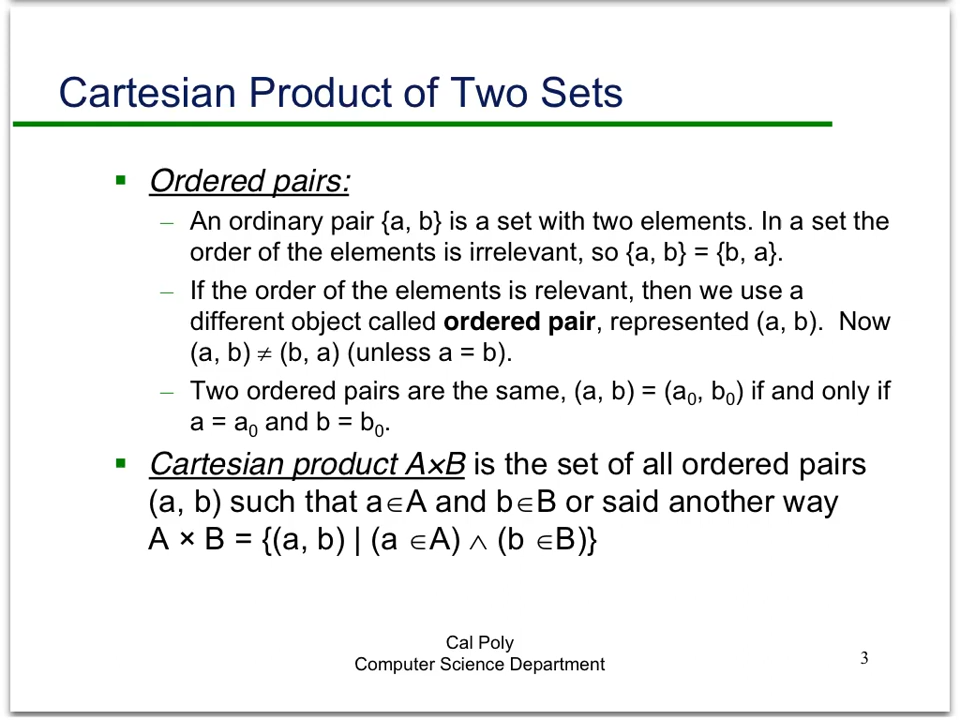 Cartesian Product of Two Sets
▪ Ordered pairs:
– An ordinary pair {a, b} is a set with two elements. In a set the
order of the elements is irrelevant, so {a, b} = {b, a}.
– If the order of the elements is relevant, then we use a
different object called ordered pair, represented (a, b).  Now
(a, b) ≠ (b, a) (unless a = b).
– Two ordered pairs are the same, (a, b) = (a₀, b₀) if and only if
a = a₀ and b = b₀.
▪ Cartesian product A×B is the set of all ordered pairs
(a, b) such that a∈A and b∈B or said another way
A × B = {(a, b) | (a ∈A) ∧ (b ∈B)}
Cal Poly
Computer Science Department
3